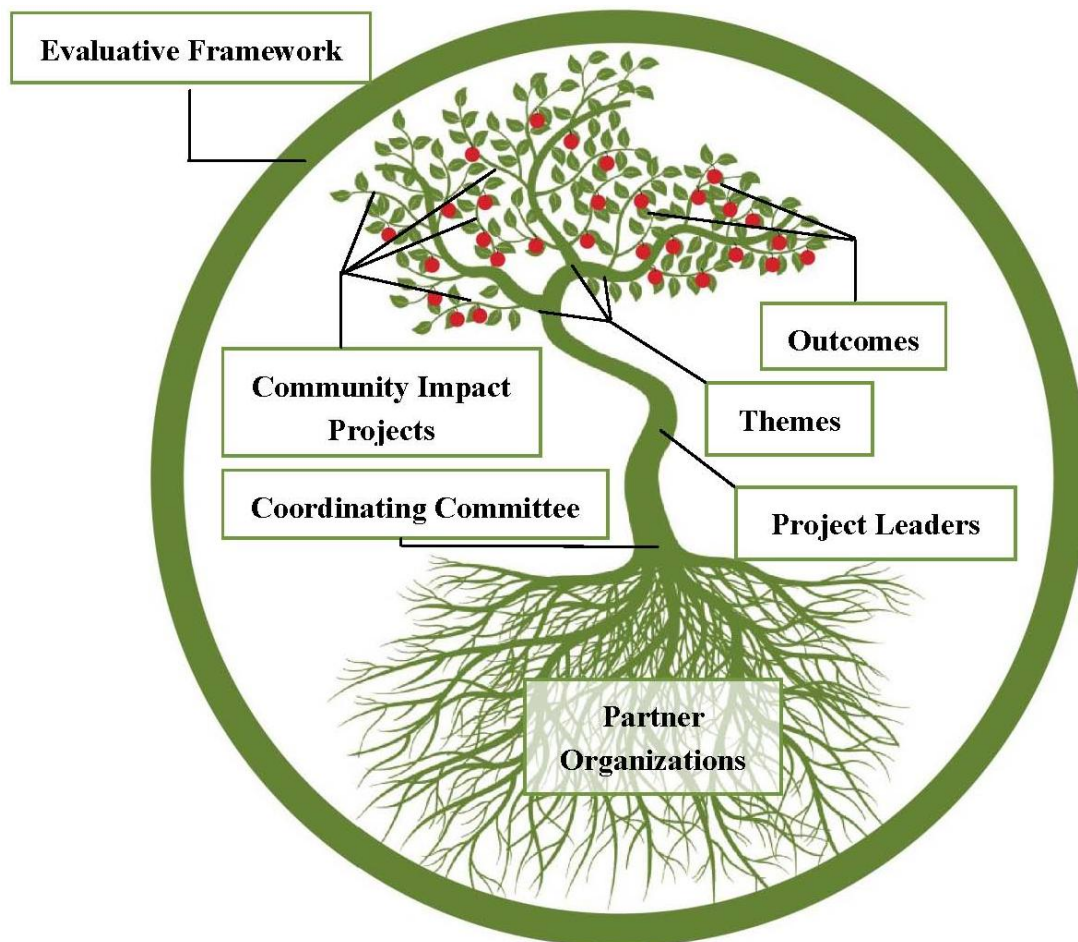 Evaluative Framework
Outcomes
Community Impact
Projects
Themes
Coordinating Committee
Project Leaders
Partner
Organizations